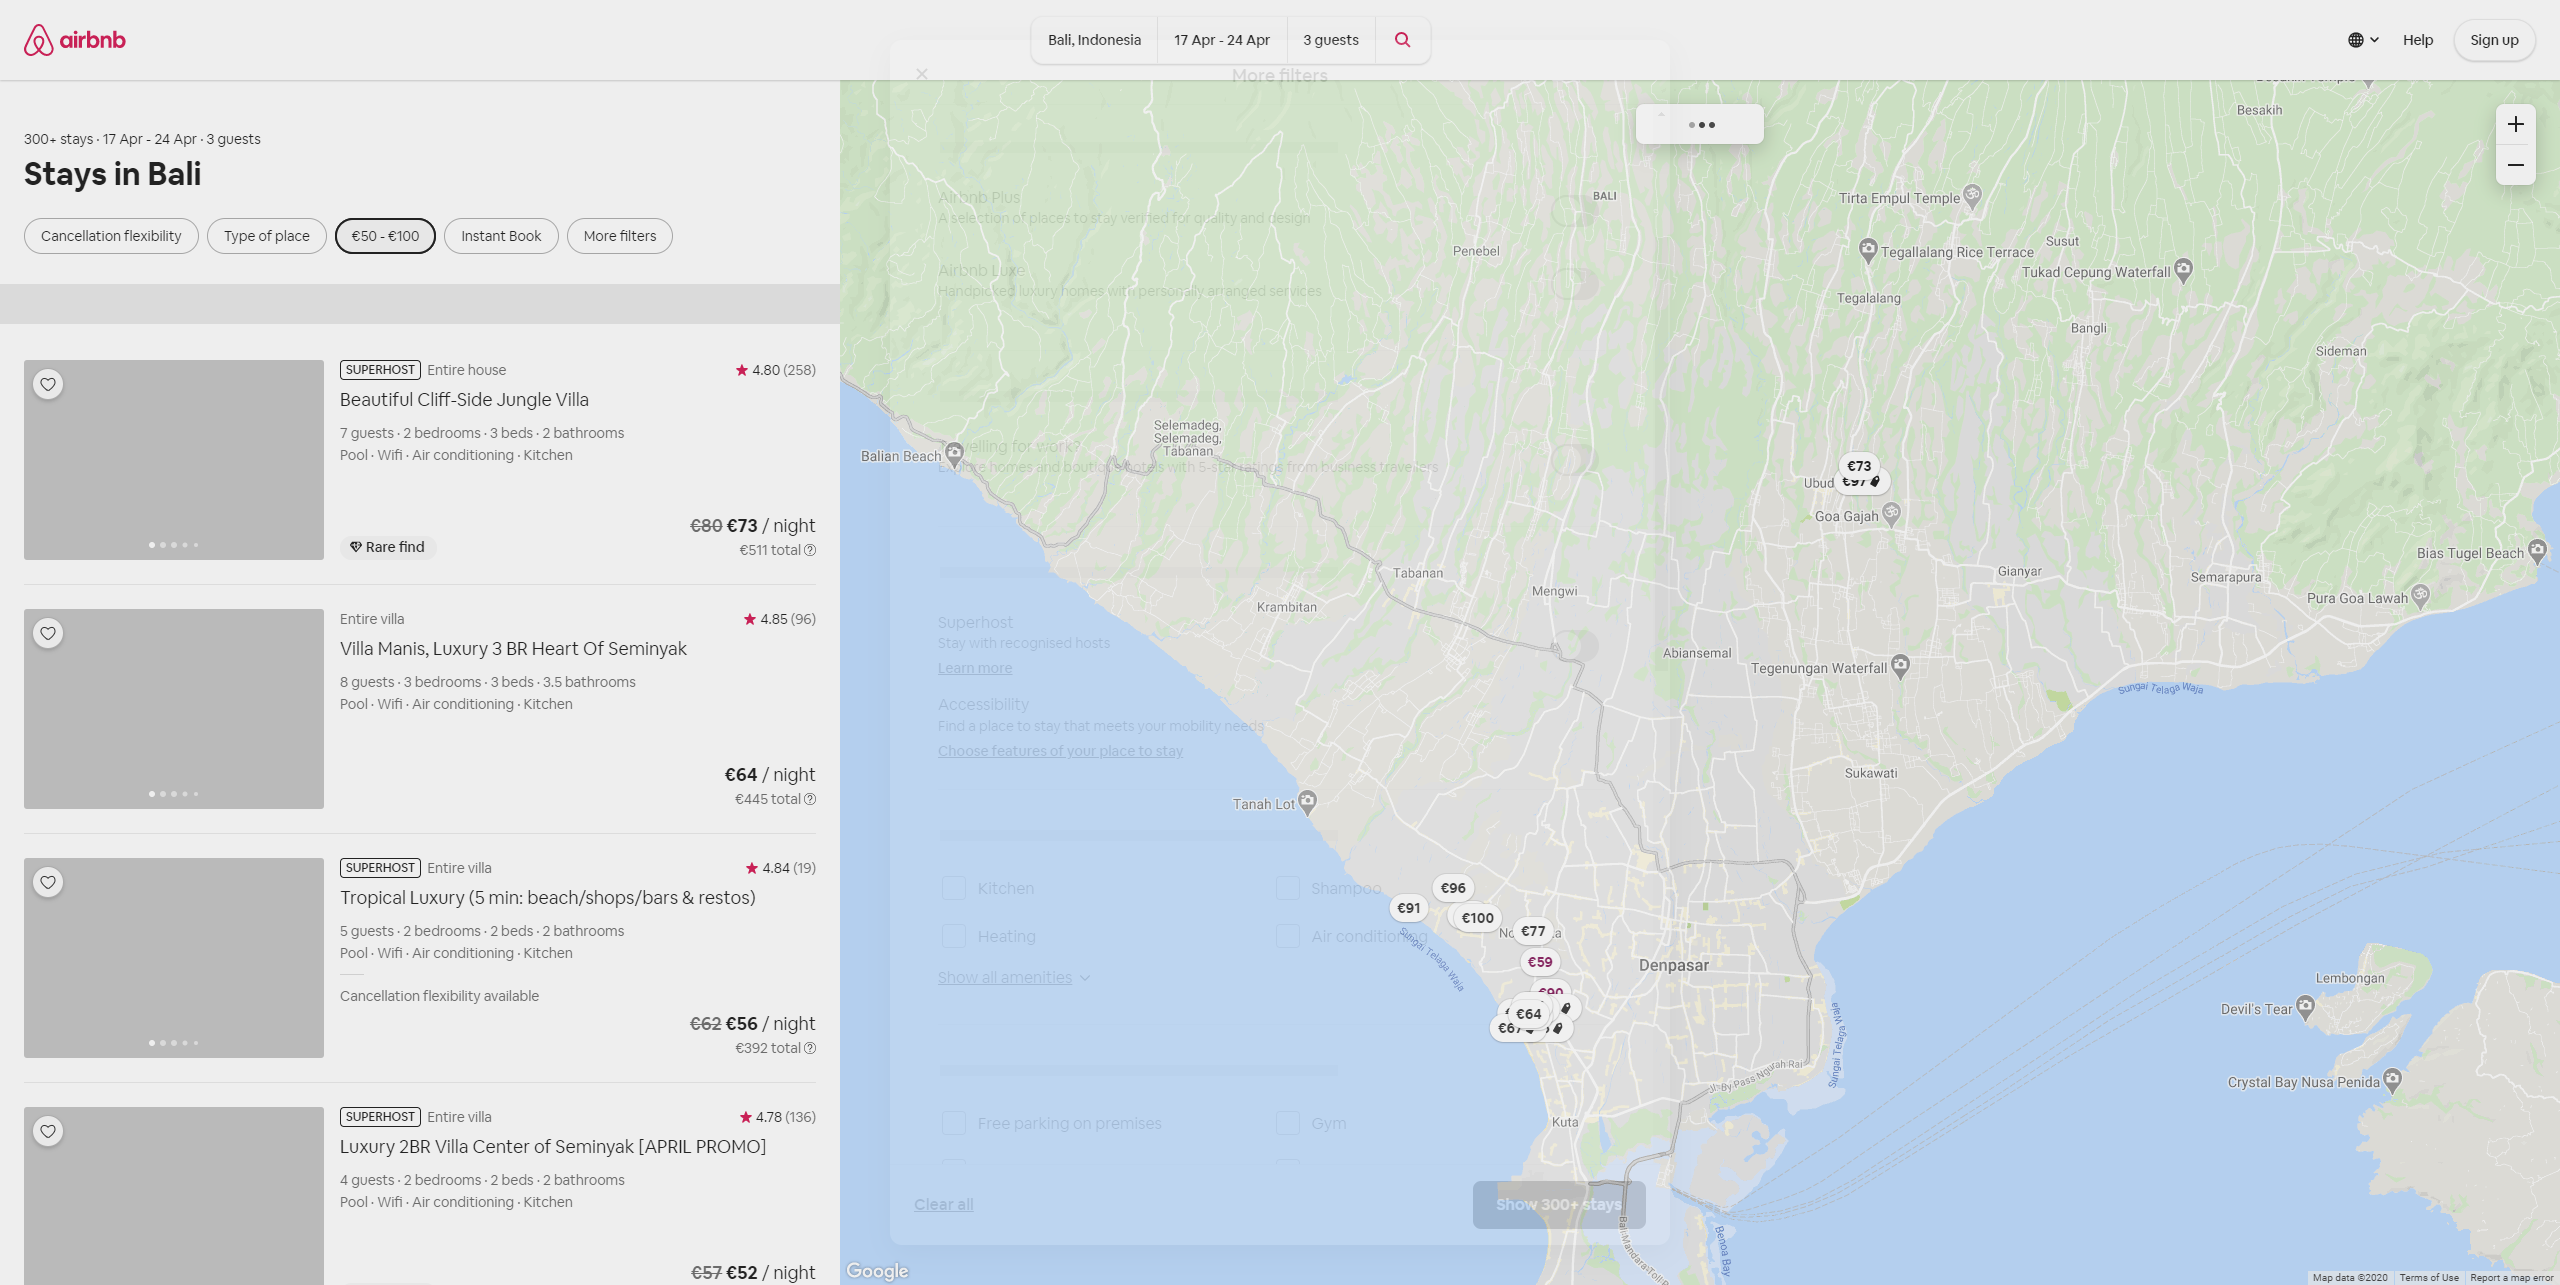 airbnb
Bali, Indonesia
17 Apr - 24 Apr
3 guests
Help
Sign up
300+ stays · 17 Apr - 24 Apr · 3 guests
Stays in Bali
Cancellation flexibility
Type of place
€50 - €100
Instant Book
More filters
SUPERHOST Entire house
4.80 (258)
Beautiful Cliff-Side Jungle Villa
7 guests · 2 bedrooms · 3 beds · 2 bathrooms
Pool · Wifi · Air conditioning · Kitchen
€80 €73 / night
Rare find
€511 total
Entire villa
4.85 (96)
Villa Manis, Luxury 3 BR Heart Of Seminyak
8 guests · 3 bedrooms · 3 beds · 3.5 bathrooms
Pool · Wifi · Air conditioning · Kitchen
€64 / night
€445 total
SUPERHOST Entire villa
4.84 (19)
Tropical Luxury (5 min: beach/shops/bars & restos)
5 guests · 2 bedrooms · 2 beds · 2 bathrooms
Pool · Wifi · Air conditioning · Kitchen
Cancellation flexibility available
€62 €56 / night
€392 total
SUPERHOST Entire villa
4.78 (136)
Luxury 2BR Villa Center of Seminyak [APRIL PROMO]
4 guests · 2 bedrooms · 2 beds · 2 bathrooms
Pool · Wifi · Air conditioning · Kitchen
€57 €52 / night
More filters
Airbnb Plus
A selection of places to stay verified for quality and design
Airbnb Luxe
Handpicked luxury homes with personally arranged services
for work?
Explore homes and boutique hotels with 5-star ratings from business travellers
Superhost
Stay with recognised hosts
Learn more
Accessibility
Find a place to stay that meets your mobility needs
Choose features of your place to stay
Kitchen
Shampoo
Heating
Air conditioning
Show all amenities
Free parking on premises
Gym
Clear all
Show 300+ stays
Besakih
BALI
Tirta Empul Temple
Penebel
Tegallalang Rice Terrace
Susut
Tukad Cepung Waterfall
Tegalalang
Bangli
Sideman
Selemadeg,
Selemadeg,
Tabanan
Balian Beach
€73
€97
Ubud
Goa Gajah
Bias Tugel Beach
Tabanan
Gianyar
Semarapura
Mengwi
Krambitan
Pura Goa Lawah
Abiansemal
Tegenungan Waterfall
Sungai Telaga Waja
Sukawati
Tanah Lot
€96
€91
€100
€77
Sungai Telaga Waja
€59
Denpasar
€90
€64
€67
Lembongan
Devil's Tear
Sungai Telaga Waja
Jl. By Pass Ngurah Rai
Crystal Bay Nusa Penida
Kuta
Benoa Bay
Google
Map data ©2020
Terms of Use
Report a map error